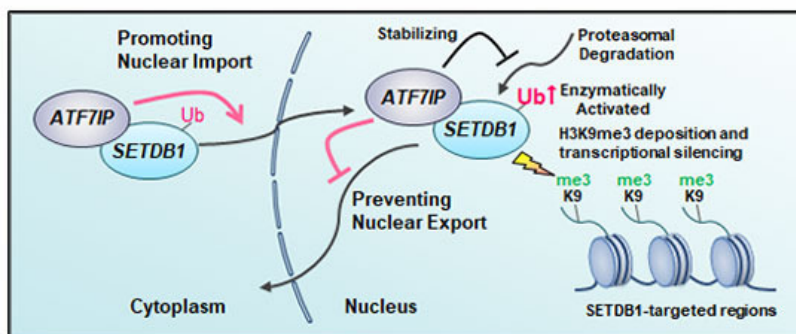 Promoting
Nuclear Import
ATF7IP
Ub
SETDB1
Stabilizing
Proteasomal
Degradation
ATF7IP
SETDB1
Ub↑
Enzymatically
Activated
H3K9me3 deposition and
transcriptional silencing
me3 me3 me3
K9 K9 K9
Preventing
Nuclear Export
Cytoplasm
Nucleus
SETDB1-targeted regions